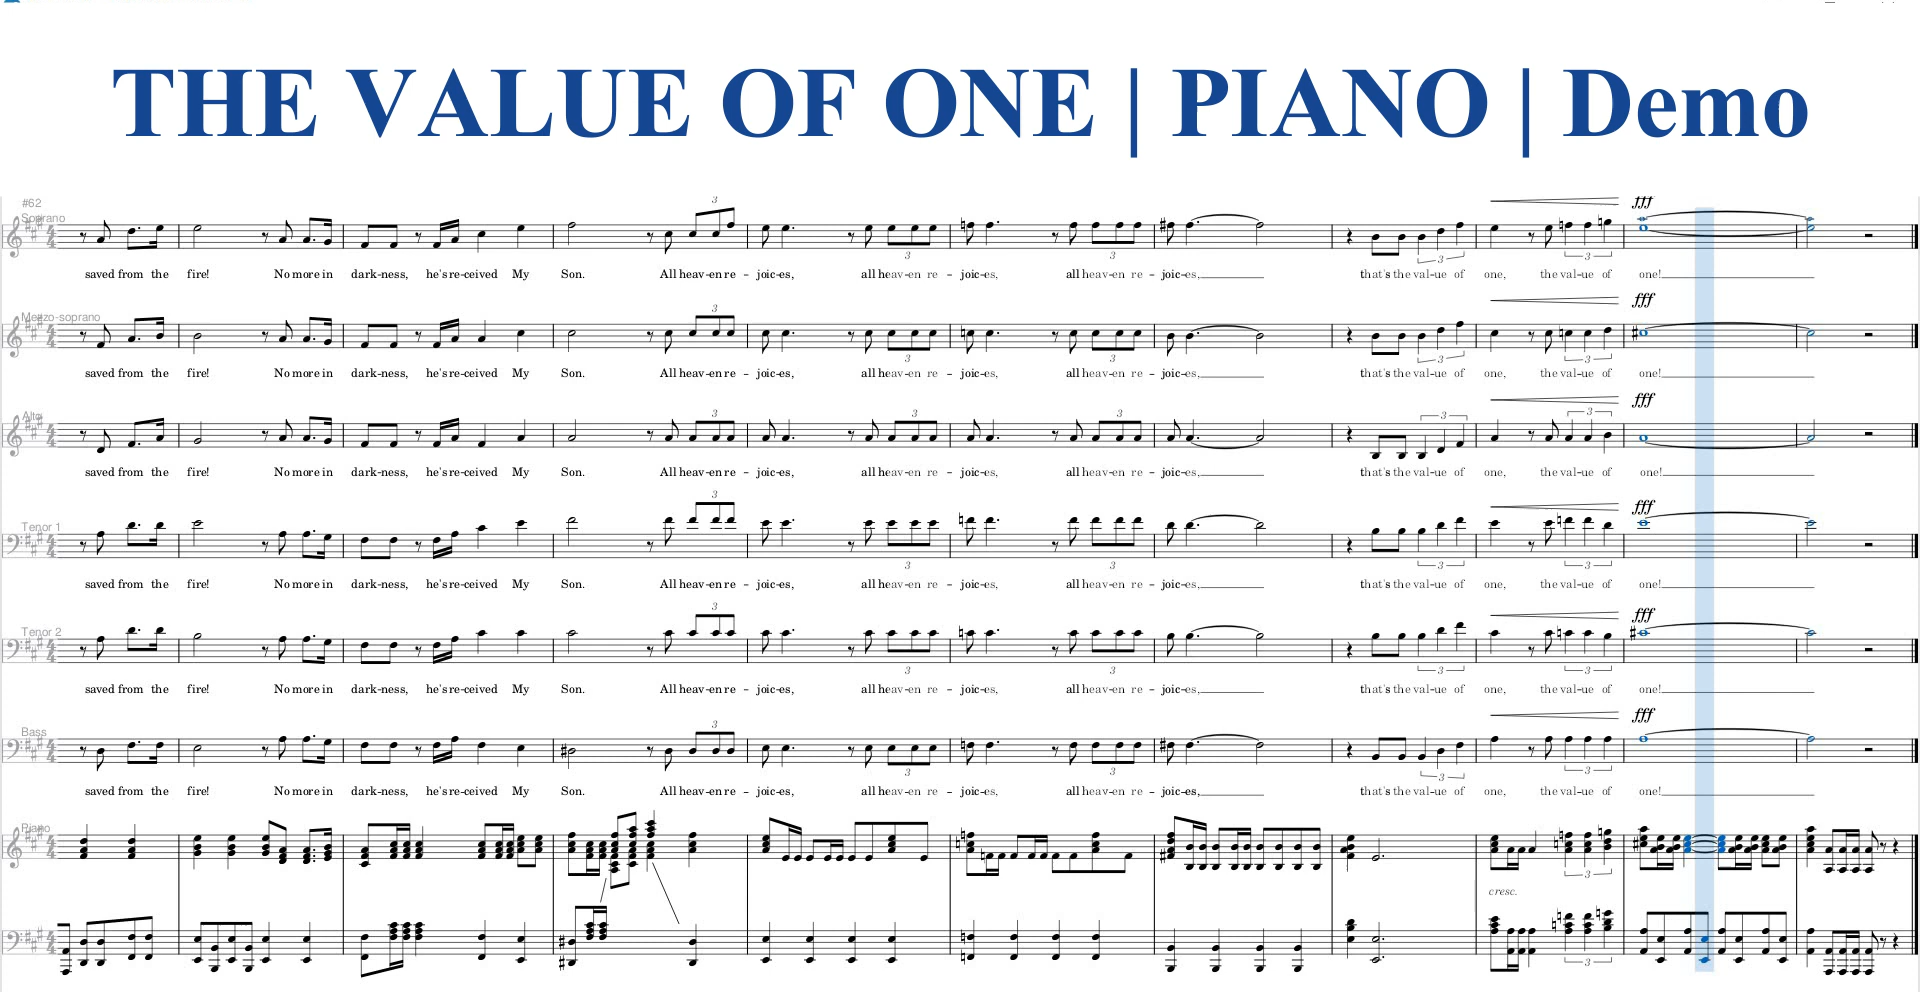 THE VALUE OF ONE | PIANO | Demo
#62
Soprano
fff
saved from the fire! No more in dark-ness, he's re-ceived My Son. All heav-en re - joic-es, all heav-en re - joic-es, all heav-en re - joic-es, that's the val-ue of one, the val-ue of one!
Mezzo-soprano
fff
saved from the fire! No more in dark-ness, he's re-ceived My Son. All heav-en re - joic-es, all heav-en re - joic-es, all heav-en re - joic-es, that's the val-ue of one, the val-ue of one!
Alto
fff
saved from the fire! No more in dark-ness, he's re-ceived My Son. All heav-en re - joic-es, all heav-en re - joic-es, all heav-en re - joic-es, that's the val-ue of one, the val-ue of one!
Tenor 1
fff
saved from the fire! No more in dark-ness, he's re-ceived My Son. All heav-en re - joic-es, all heav-en re - joic-es, all heav-en re - joic-es, that's the val-ue of one, the val-ue of one!
Tenor 2
fff
saved from the fire! No more in dark-ness, he's re-ceived My Son. All heav-en re - joic-es, all heav-en re - joic-es, all heav-en re - joic-es, that's the val-ue of one, the val-ue of one!
Bass
fff
saved from the fire! No more in dark-ness, he's re-ceived My Son. All heav-en re - joic-es, all heav-en re - joic-es, all heav-en re - joic-es, that's the val-ue of one, the val-ue of one!
Piano
cresc.